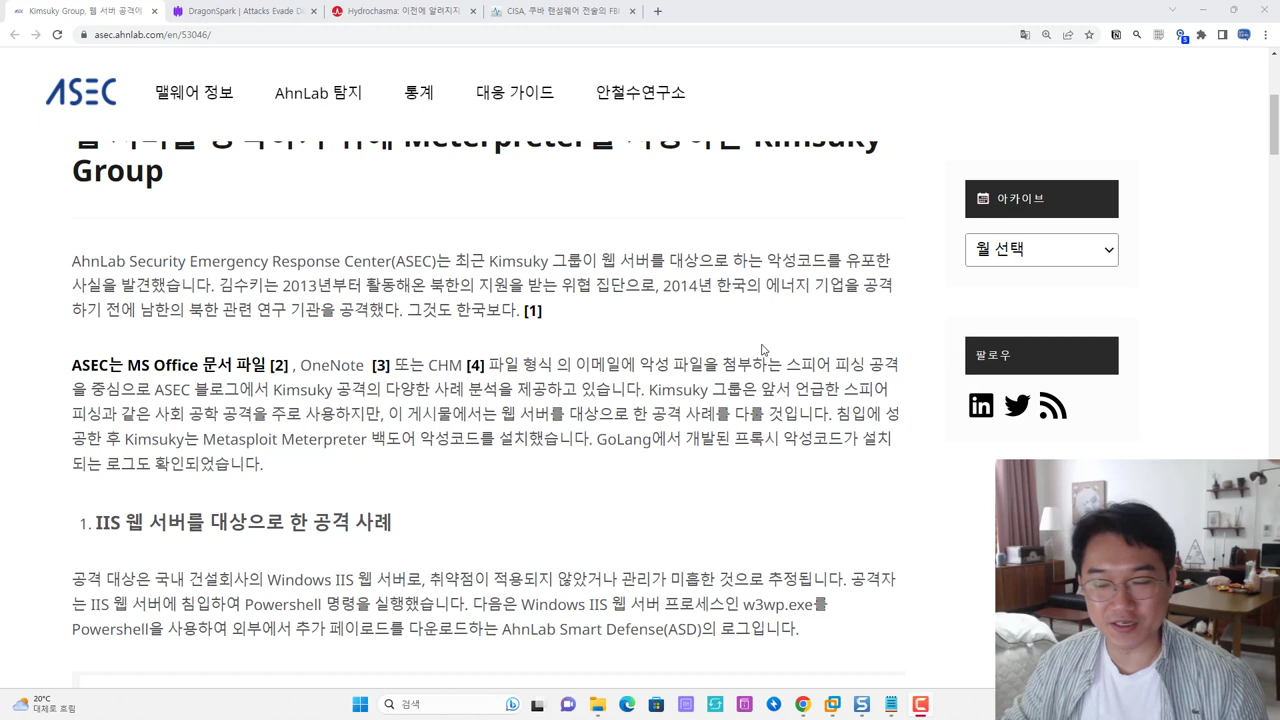 Kimsuky Group, 웹 서버 공격에
DragonSpark | Attacks Evade De
Hydrochasma: 이전에 알려지지
CISA, 쿠바 랜섬웨어 전술의 FBI
asec.ahnlab.com/en/53046/
ASEC
맬웨어 정보
AhnLab 탐지
통계
대응 가이드
안철수연구소
Group
AhnLab Security Emergency Response Center(ASEC)는 최근 Kimsuky 그룹이 웹 서버를 대상으로 하는 악성코드를 유포한
사실을 발견했습니다. 김수키는 2013년부터 활동해온 북한의 지원을 받는 위협 집단으로, 2014년 한국의 에너지 기업을 공격
하기 전에 남한의 북한 관련 연구 기관을 공격했다. 그것도 한국보다. [1]
ASEC는 MS Office 문서 파일 [2] , OneNote [3] 또는 CHM [4] 파일 형식 의 이메일에 악성 파일을 첨부하는 스피어 피싱 공격
을 중심으로 ASEC 블로그에서 Kimsuky 공격의 다양한 사례 분석을 제공하고 있습니다. Kimsuky 그룹은 앞서 언급한 스피어
피싱과 같은 사회 공학 공격을 주로 사용하지만, 이 게시물에서는 웹 서버를 대상으로 한 공격 사례를 다룰 것입니다. 침입에 성
공한 후 Kimsuky는 Metasploit Meterpreter 백도어 악성코드를 설치했습니다. GoLang에서 개발된 프록시 악성코드가 설치
되는 로그도 확인되었습니다.
1. IIS 웹 서버를 대상으로 한 공격 사례
공격 대상은 국내 건설회사의 Windows IIS 웹 서버로, 취약점이 적용되지 않았거나 관리가 미흡한 것으로 추정됩니다. 공격자
는 IIS 웹 서버에 침입하여 Powershell 명령을 실행했습니다. 다음은 Windows IIS 웹 서버 프로세스인 w3wp.exe를
Powershell을 사용하여 외부에서 추가 페이로드를 다운로드하는 AhnLab Smart Defense(ASD)의 로그입니다.
아카이브
월 선택
팔로우
20°C
대체로 흐림
검색